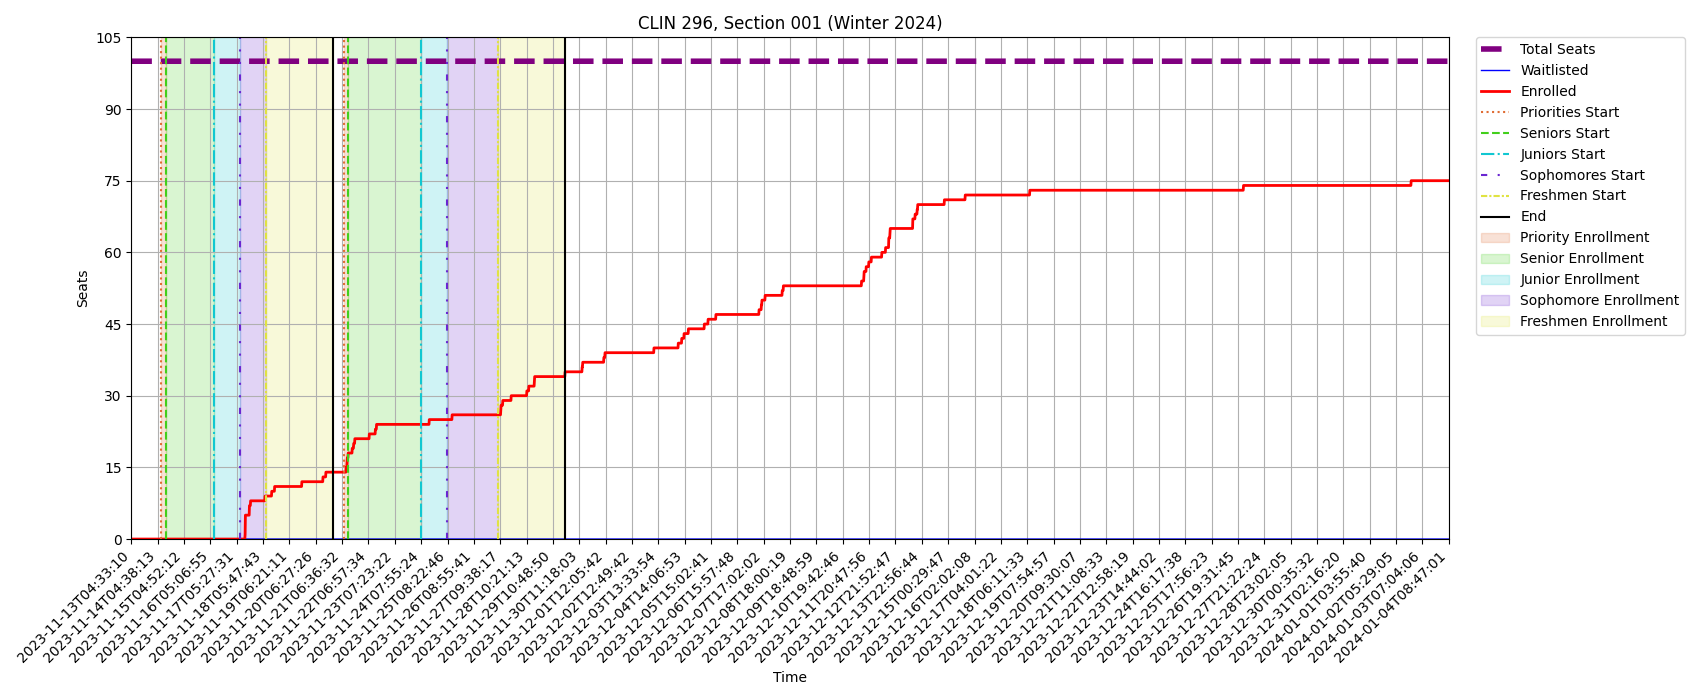 CLIN 296, Section 001 (Winter 2024)
105
90
75
60
45
30
15
0
Seats
2023-11-13T04:33:10
2023-11-14T04:38:13
2023-11-15T04:52:12
2023-11-16T05:06:55
2023-11-17T05:27:31
2023-11-18T05:47:43
2023-11-19T06:21:11
2023-11-20T06:27:26
2023-11-21T06:36:32
2023-11-22T06:57:34
2023-11-23T07:23:22
2023-11-24T07:55:24
2023-11-25T08:22:46
2023-11-26T08:55:41
2023-11-27T09:38:17
2023-11-28T10:21:13
2023-11-29T10:48:50
2023-11-30T11:18:03
2023-12-01T12:05:42
2023-12-02T12:49:42
2023-12-03T13:33:54
2023-12-04T14:06:53
2023-12-05T15:02:41
2023-12-06T15:57:48
2023-12-07T17:02:02
2023-12-08T18:00:19
2023-12-09T18:48:59
2023-12-10T19:42:46
2023-12-11T20:47:56
2023-12-12T21:52:47
2023-12-13T22:56:44
2023-12-15T00:29:47
2023-12-16T02:02:08
2023-12-17T04:01:22
2023-12-18T06:11:33
2023-12-19T07:54:57
2023-12-20T09:30:07
2023-12-21T11:08:33
2023-12-22T12:58:19
2023-12-23T14:44:02
2023-12-24T16:17:38
2023-12-25T17:56:23
2023-12-26T19:31:45
2023-12-27T21:22:24
2023-12-28T23:02:05
2023-12-30T00:35:32
2023-12-31T02:16:20
2024-01-01T03:55:40
2024-01-02T05:29:05
2024-01-03T07:04:06
2024-01-04T08:47:01
Time
Total Seats
Waitlisted
Enrolled
Priorities Start
Seniors Start
Juniors Start
Sophomores Start
Freshmen Start
End
Priority Enrollment
Senior Enrollment
Junior Enrollment
Sophomore Enrollment
Freshmen Enrollment